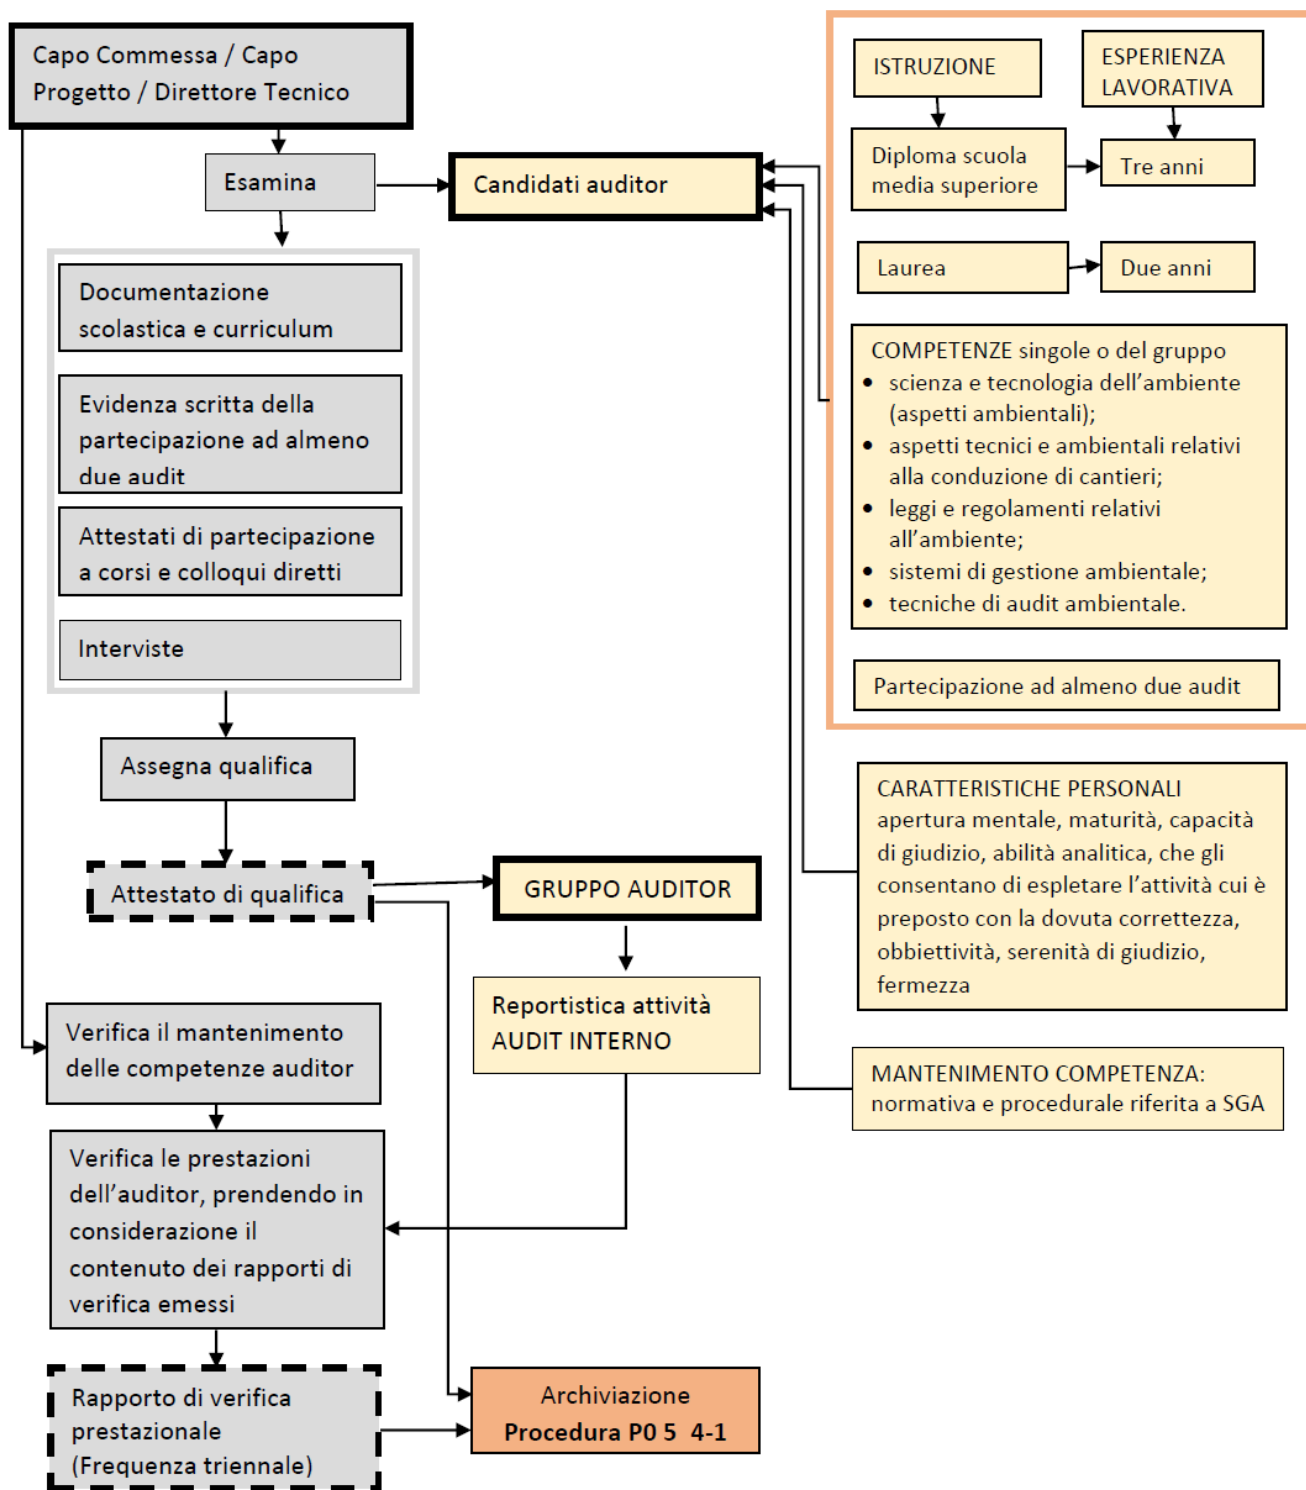 Capo Commessa / Capo
Progetto / Direttore Tecnico
Esamina
Candidati auditor
Documentazione
scolastica e curriculum
Evidenza scritta della
partecipazione ad almeno
due audit
Attestati di partecipazione
a corsi e colloqui diretti
Interviste
Assegna qualifica
Attestato di qualifica
GRUPPO AUDITOR
Reportistica attività
AUDIT INTERNO
Verifica il mantenimento
delle competenze auditor
Verifica le prestazioni
dell’auditor, prendendo in
considerazione il
contenuto dei rapporti di
verifica emessi
Rapporto di verifica
prestazionale
(Frequenza triennale)
Archiviazione
Procedura P0 5 4-1
ISTRUZIONE
ESPERIENZA
LAVORATIVA
Diploma scuola
media superiore
Tre anni
Laurea
Due anni
COMPETENZE singole o del gruppo
• scienza e tecnologia dell’ambiente
(aspetti ambientali);
• aspetti tecnici e ambientali relativi
alla conduzione di cantieri;
• leggi e regolamenti relativi
all’ambiente;
• sistemi di gestione ambientale;
• tecniche di audit ambientale.
Partecipazione ad almeno due audit
CARATTERISTICHE PERSONALI
apertura mentale, maturità, capacità
di giudizio, abilità analitica, che gli
consentano di espletare l’attività cui è
preposto con la dovuta correttezza,
obbiettività, serenità di giudizio,
fermezza
MANTENIMENTO COMPETENZA:
normativa e procedurale riferita a SGA